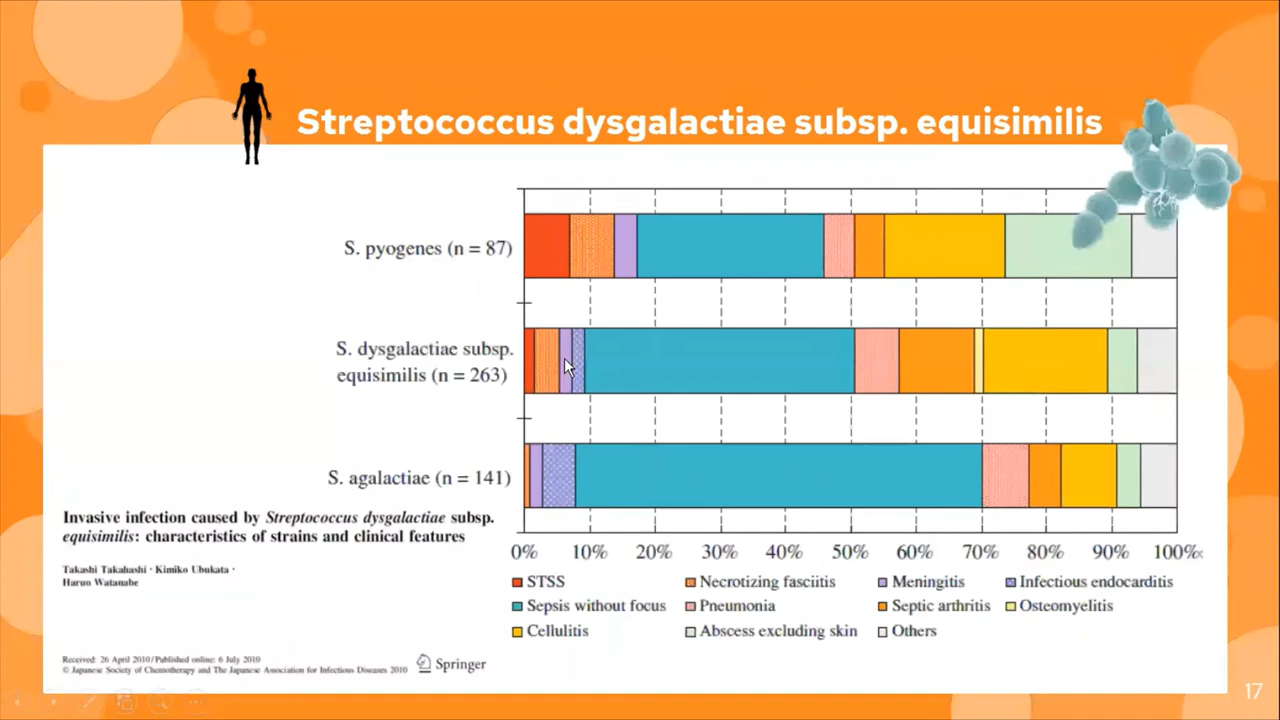 Streptococcus dysgalactiae subsp. equisimilis
S. pyogenes (n = 87)
S. dysgalactiae subsp.
equisimilis (n = 263)
S. agalactiae (n = 141)
0% 10% 20% 30% 40% 50% 60% 70% 80% 90% 100%
STSS Necrotizing fasciitis Meningitis Infectious endocarditis
Sepsis without focus Pneumonia Septic arthritis Osteomyelitis
Cellulitis Abscess excluding skin Others
Invasive infection caused by Streptococcus dysgalactiae subsp.
equisimilis: characteristics of strains and clinical features
Takashi Takahashi · Kimiko Ubukata ·
Haruo Watanabe
Received: 26 April 2010 / Published online: 6 July 2010
© Japanese Society of Chemotherapy and The Japanese Association for Infectious Diseases 2010
Springer
17